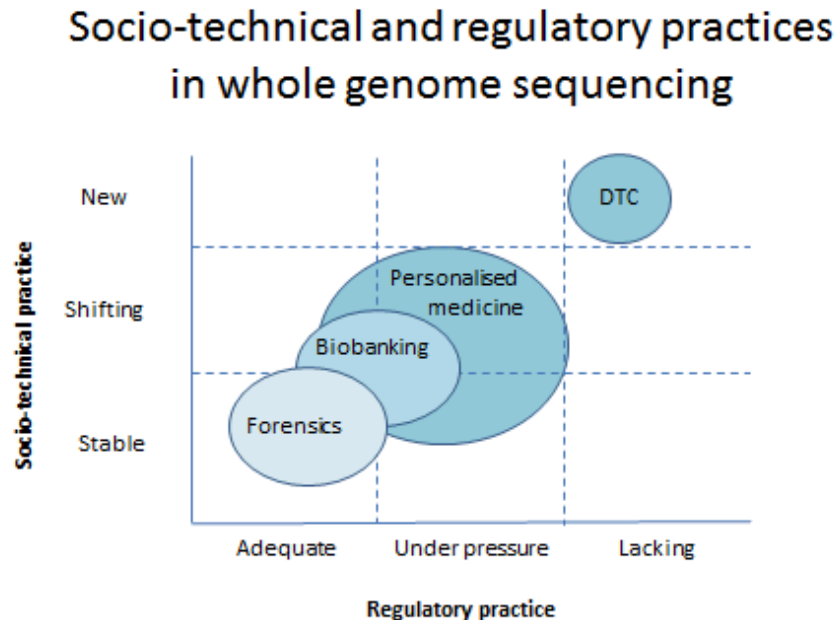 Socio-technical and regulatory practices
in whole genome sequencing
New
DTC
Socio-technical practice
Shifting
Personalised
medicine
Biobanking
Stable
Forensics
Adequate
Under pressure
Lacking
Regulatory practice